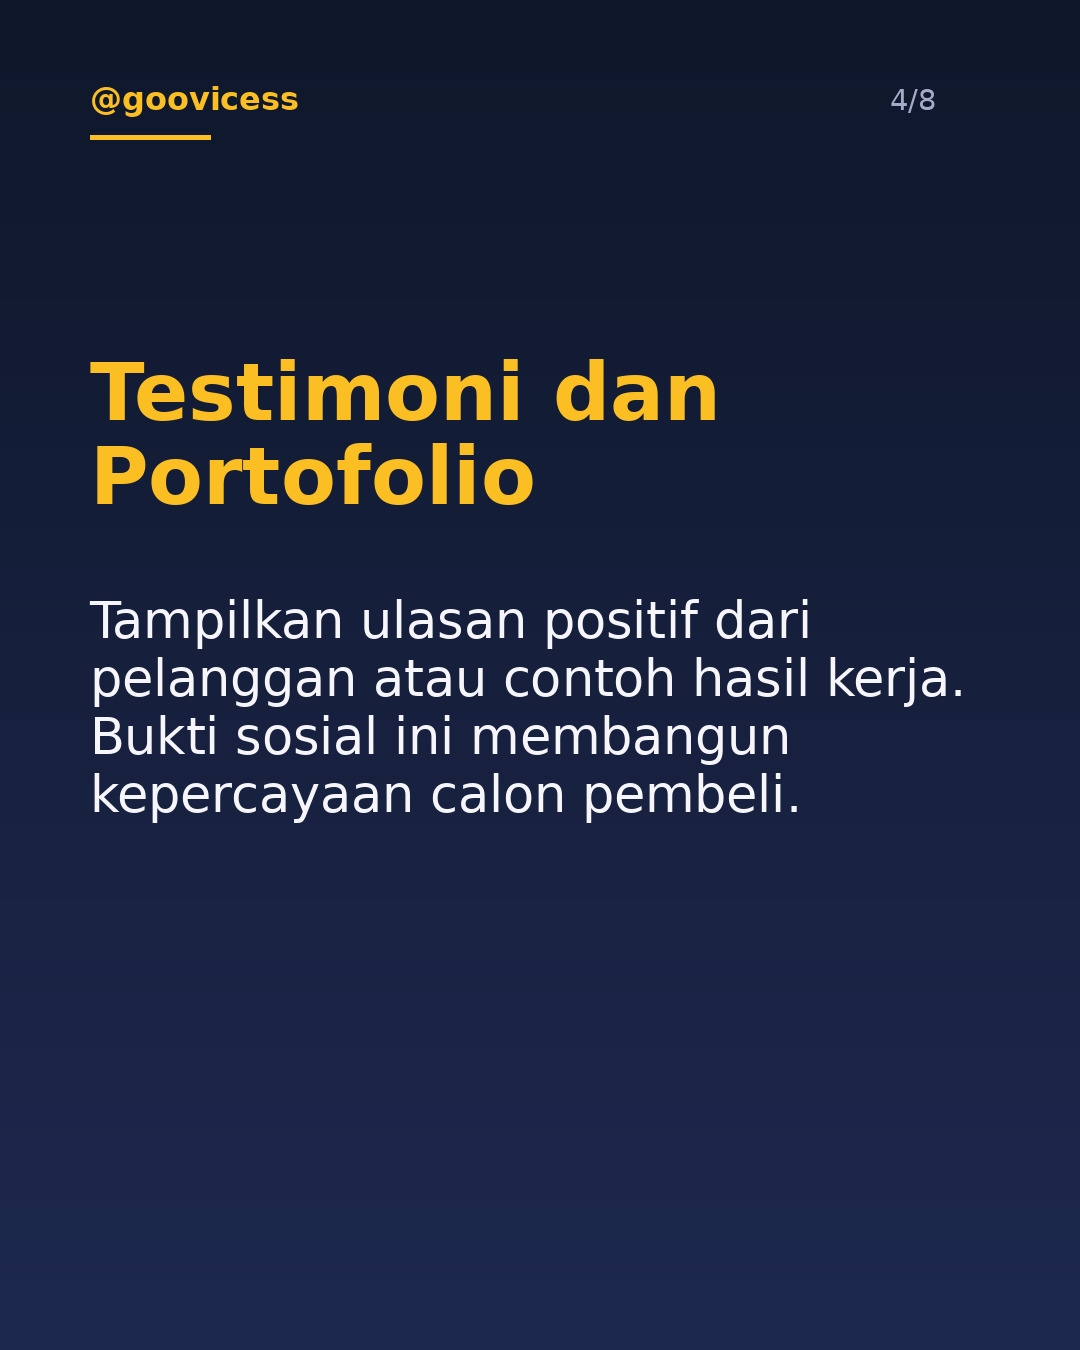 @goovicess
4/8
Testimoni dan
Portofolio
Tampilkan ulasan positif dari
pelanggan atau contoh hasil kerja.
Bukti sosial ini membangun
kepercayaan calon pembeli.